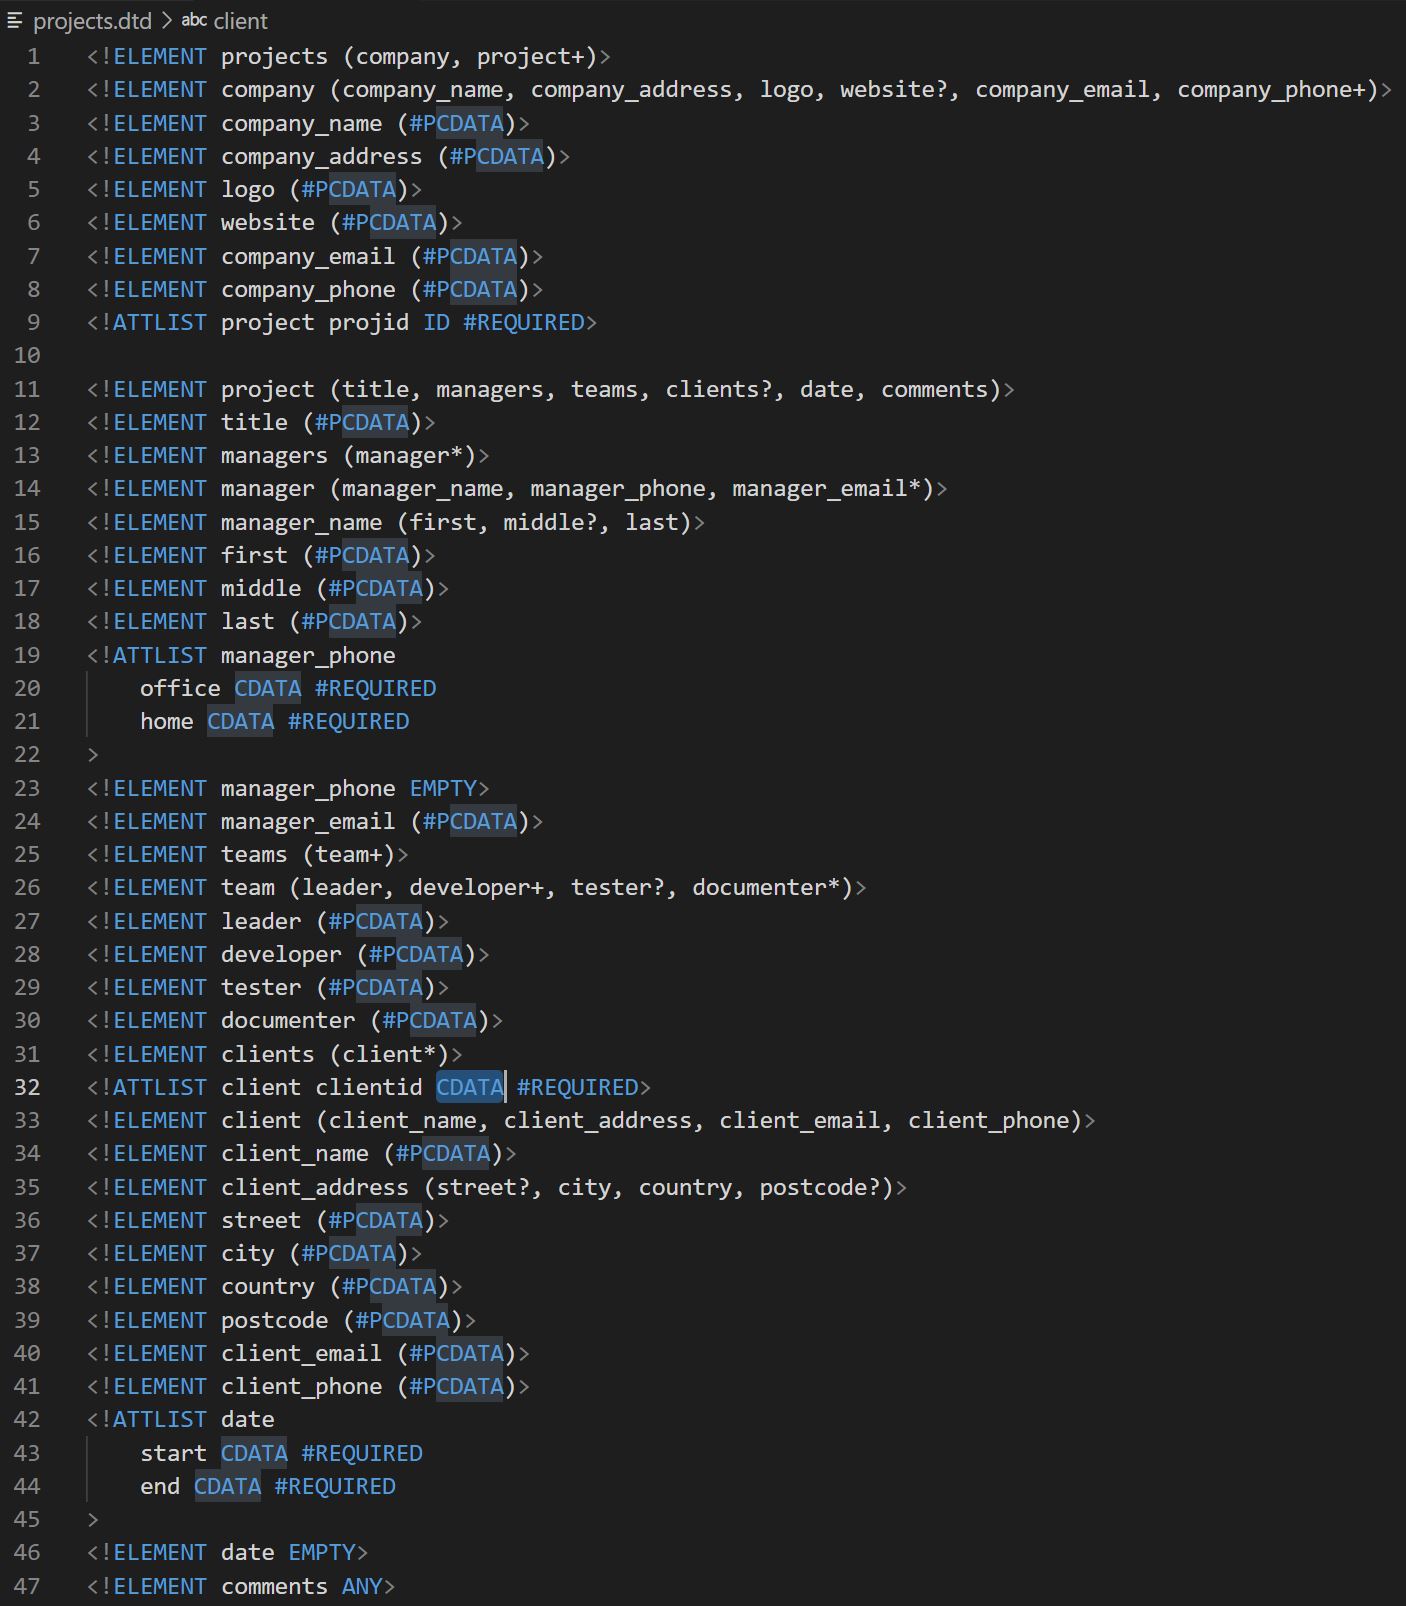 projects.dtd > abc client
1 <!ELEMENT projects (company, project+)>
2 <!ELEMENT company (company_name, company_address, logo, website?, company_email, company_phone+)>
3 <!ELEMENT company_name (#PCDATA)>
4 <!ELEMENT company_address (#PCDATA)>
5 <!ELEMENT logo (#PCDATA)>
6 <!ELEMENT website (#PCDATA)>
7 <!ELEMENT company_email (#PCDATA)>
8 <!ELEMENT company_phone (#PCDATA)>
9 <!ATTLIST project projid ID #REQUIRED>
10
11 <!ELEMENT project (title, managers, teams, clients?, date, comments)>
12 <!ELEMENT title (#PCDATA)>
13 <!ELEMENT managers (manager*)>
14 <!ELEMENT manager (manager_name, manager_phone, manager_email*)>
15 <!ELEMENT manager_name (first, middle?, last)>
16 <!ELEMENT first (#PCDATA)>
17 <!ELEMENT middle (#PCDATA)>
18 <!ELEMENT last (#PCDATA)>
19 <!ATTLIST manager_phone
20     office CDATA #REQUIRED
21     home CDATA #REQUIRED
22 >
23 <!ELEMENT manager_phone EMPTY>
24 <!ELEMENT manager_email (#PCDATA)>
25 <!ELEMENT teams (team+)>
26 <!ELEMENT team (leader, developer+, tester?, documenter*)>
27 <!ELEMENT leader (#PCDATA)>
28 <!ELEMENT developer (#PCDATA)>
29 <!ELEMENT tester (#PCDATA)>
30 <!ELEMENT documenter (#PCDATA)>
31 <!ELEMENT clients (client*)>
32 <!ATTLIST client clientid CDATA #REQUIRED>
33 <!ELEMENT client (client_name, client_address, client_email, client_phone)>
34 <!ELEMENT client_name (#PCDATA)>
35 <!ELEMENT client_address (street?, city, country, postcode?)>
36 <!ELEMENT street (#PCDATA)>
37 <!ELEMENT city (#PCDATA)>
38 <!ELEMENT country (#PCDATA)>
39 <!ELEMENT postcode (#PCDATA)>
40 <!ELEMENT client_email (#PCDATA)>
41 <!ELEMENT client_phone (#PCDATA)>
42 <!ATTLIST date
43     start CDATA #REQUIRED
44     end CDATA #REQUIRED
45 >
46 <!ELEMENT date EMPTY>
47 <!ELEMENT comments ANY>